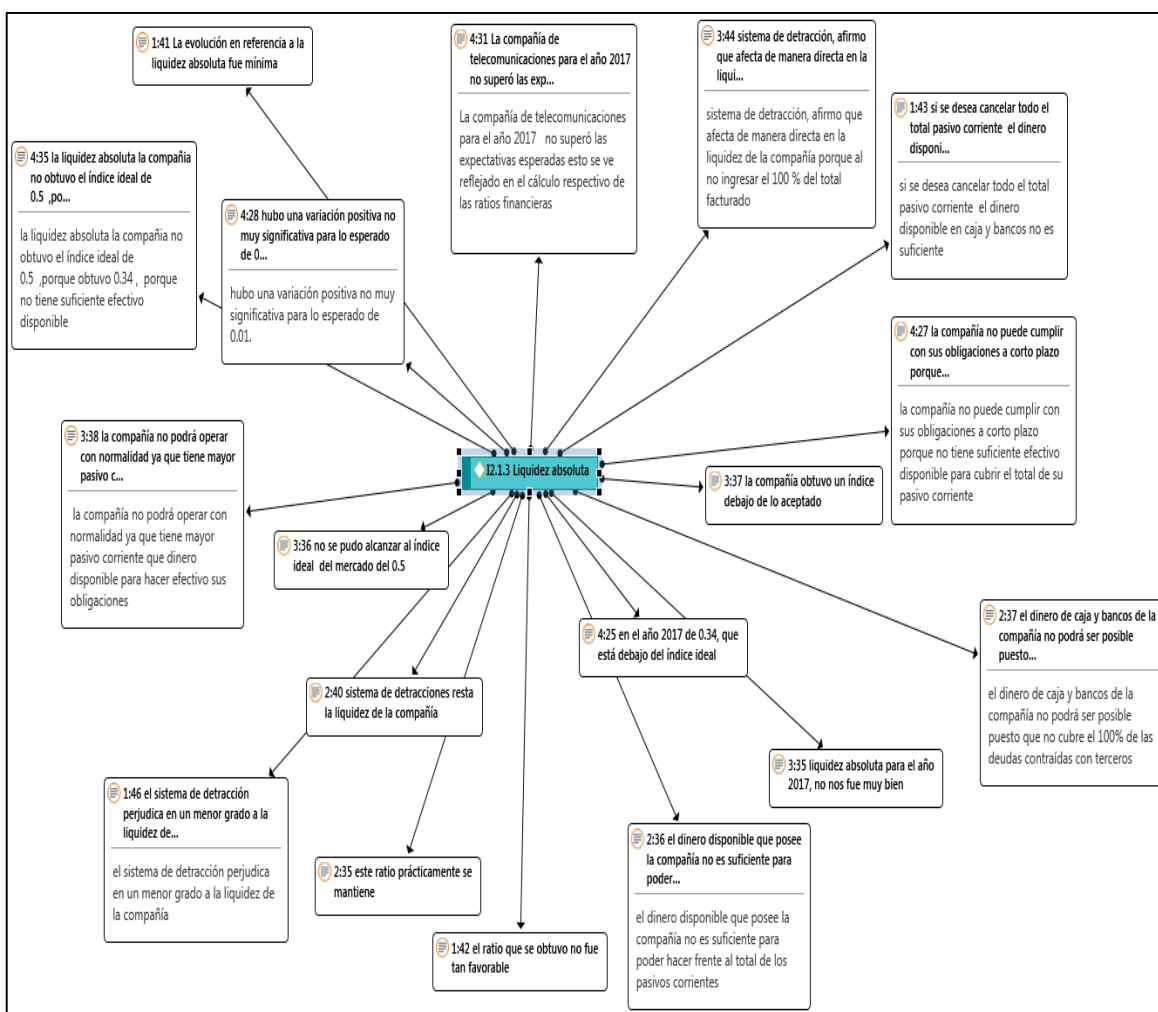 1:41 La evolución en referencia a la
liquidez absoluta fue mínima
4:31 La compañía de
telecomunicaciones para el año 2017
no superó las exp...
La compañía de telecomunicaciones
para el año 2017 no superó las
expectativas esperadas esto se ve
reflejado en el cálculo respectivo de
las ratios financieras
3:44 sistema de detracción, afirmo
que afecta de manera directa en la
liqui...
sistema de detracción, afirmo que
afecta de manera directa en la
liquidez de la compañía porque al
no ingresar el 100 % del total
facturado
1:43 si se desea cancelar todo el
total pasivo corriente el dinero
disponi...
si se desea cancelar todo el total
pasivo corriente el dinero
disponible en caja y bancos no es
suficiente
4:35 la liquidez absoluta la compañia
no obtuvo el índice ideal de
0.5 ,po...
la liquidez absoluta la compañia no
obtuvo el índice ideal de
0.5 ,porque obtuvo 0.34 , porque
no tiene suficiente efectivo
disponible
4:28 hubo una variación positiva no
muy significativa para lo esperado
de 0...
hubo una variación positiva no muy
significativa para lo esperado de
0.01.
4:27 la compañía no puede cumplir
con sus obligaciones a corto plazo
porque...
la compañía no puede cumplir con
sus obligaciones a corto plazo
porque no tiene suficiente efectivo
disponible para cubrir el total de su
pasivo corriente
3:38 la compañía no podrá operar
con normalidad ya que tiene mayor
pasivo c...
la compañía no podrá operar con
normalidad ya que tiene mayor
pasivo corriente que dinero
disponible para hacer efectivo sus
obligaciones
I2.1.3 Liquidez absoluta
3:37 la compañía obtuvo un índice
debajo de lo aceptado
3:36 no se pudo alcanzar al índice
ideal del mercado del 0.5
4:25 en el año 2017 de 0.34, que
está debajo del índice ideal
2:37 el dinero de caja y bancos de la
compañía no podrá ser posible
puesto...
el dinero de caja y bancos de la
compañía no podrá ser posible
puesto que no cubre el 100% de las
deudas contraídas con terceros
2:40 sistema de detracciones resta
la liquidez de la compañía
3:35 liquidez absoluta para el año
2017, no nos fue muy bien
1:46 el sistema de detracción
perjudica en un menor grado a la
liquidez de...
el sistema de detracción perjudica
en un menor grado a la liquidez de
la compañía
2:35 este ratio prácticamente se
mantiene
2:36 el dinero disponible que posee
la compañía no es suficiente para
poder...
el dinero disponible que posee la
compañía no es suficiente para
poder hacer frente al total de los
pasivos corrientes
1:42 el ratio que se obtuvo no fue
tan favorable